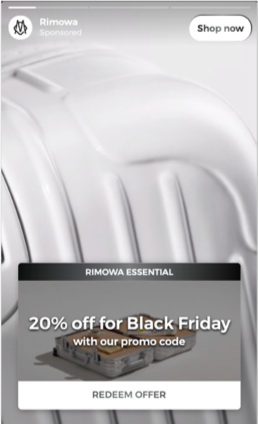 Rimowa
Sponsored
Shop now
RIMOWA ESSENTIAL
20% off for Black Friday
with our promo code
REDEEM OFFER